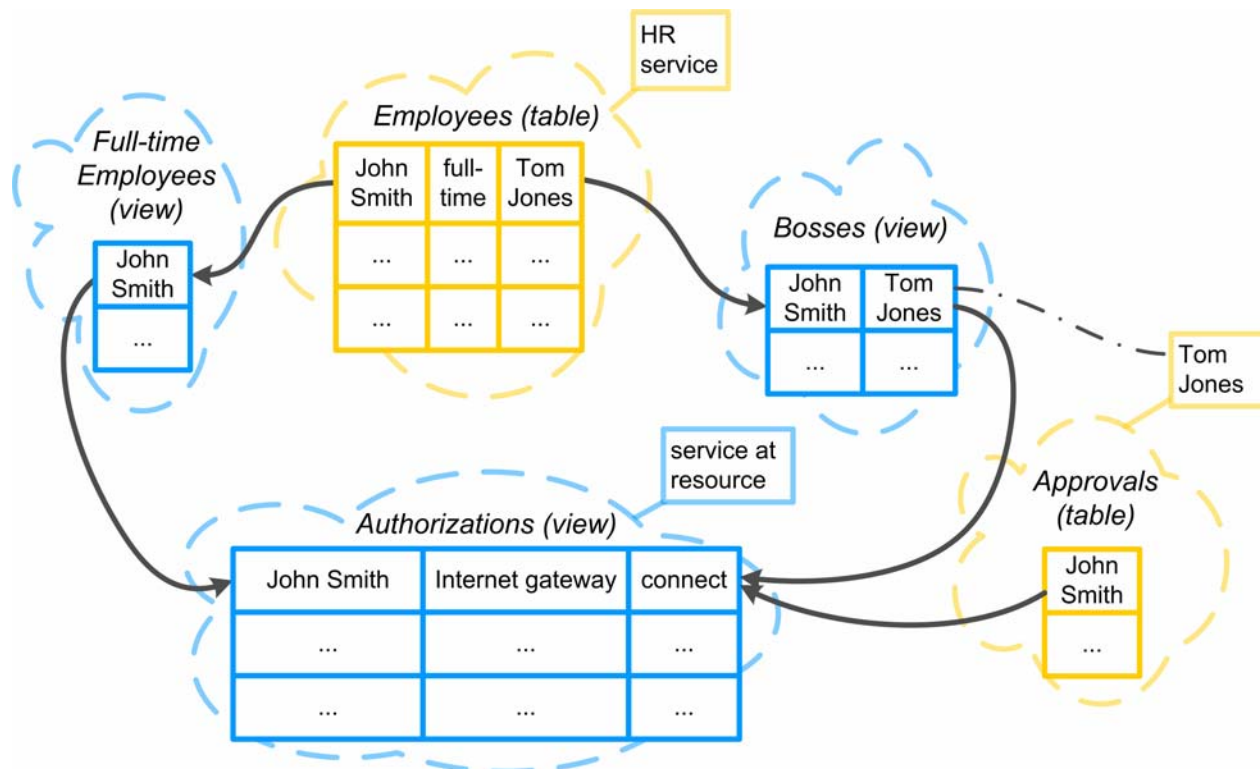 HR
service
Employees (table)
Full-time
Employees
(view)
John
Smith
full-
time
Tom
Jones
...
...
...
...
...
...
John
Smith
...
Bosses (view)
John
Smith
Tom
Jones
...
...
Tom
Jones
service at
resource
Authorizations (view)
John Smith
Internet gateway
connect
...
...
...
...
...
...
Approvals
(table)
John
Smith
...